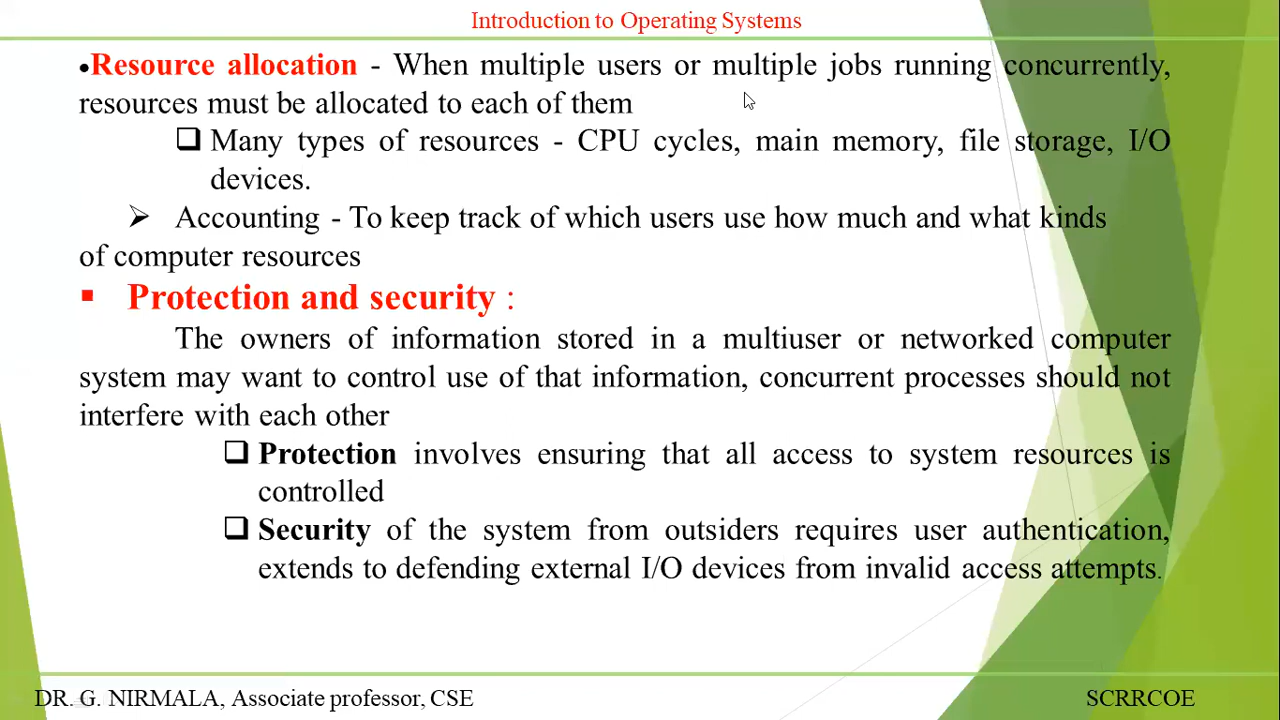 Introduction to Operating Systems
•Resource allocation - When multiple users or multiple jobs running concurrently,
resources must be allocated to each of them
❑ Many types of resources - CPU cycles, main memory, file storage, I/O
devices.
➢ Accounting - To keep track of which users use how much and what kinds
of computer resources
▪ Protection and security :
The owners of information stored in a multiuser or networked computer
system may want to control use of that information, concurrent processes should not
interfere with each other
❑ Protection involves ensuring that all access to system resources is
controlled
❑ Security of the system from outsiders requires user authentication,
extends to defending external I/O devices from invalid access attempts.
DR. G. NIRMALA, Associate professor, CSE
SCRRCOE